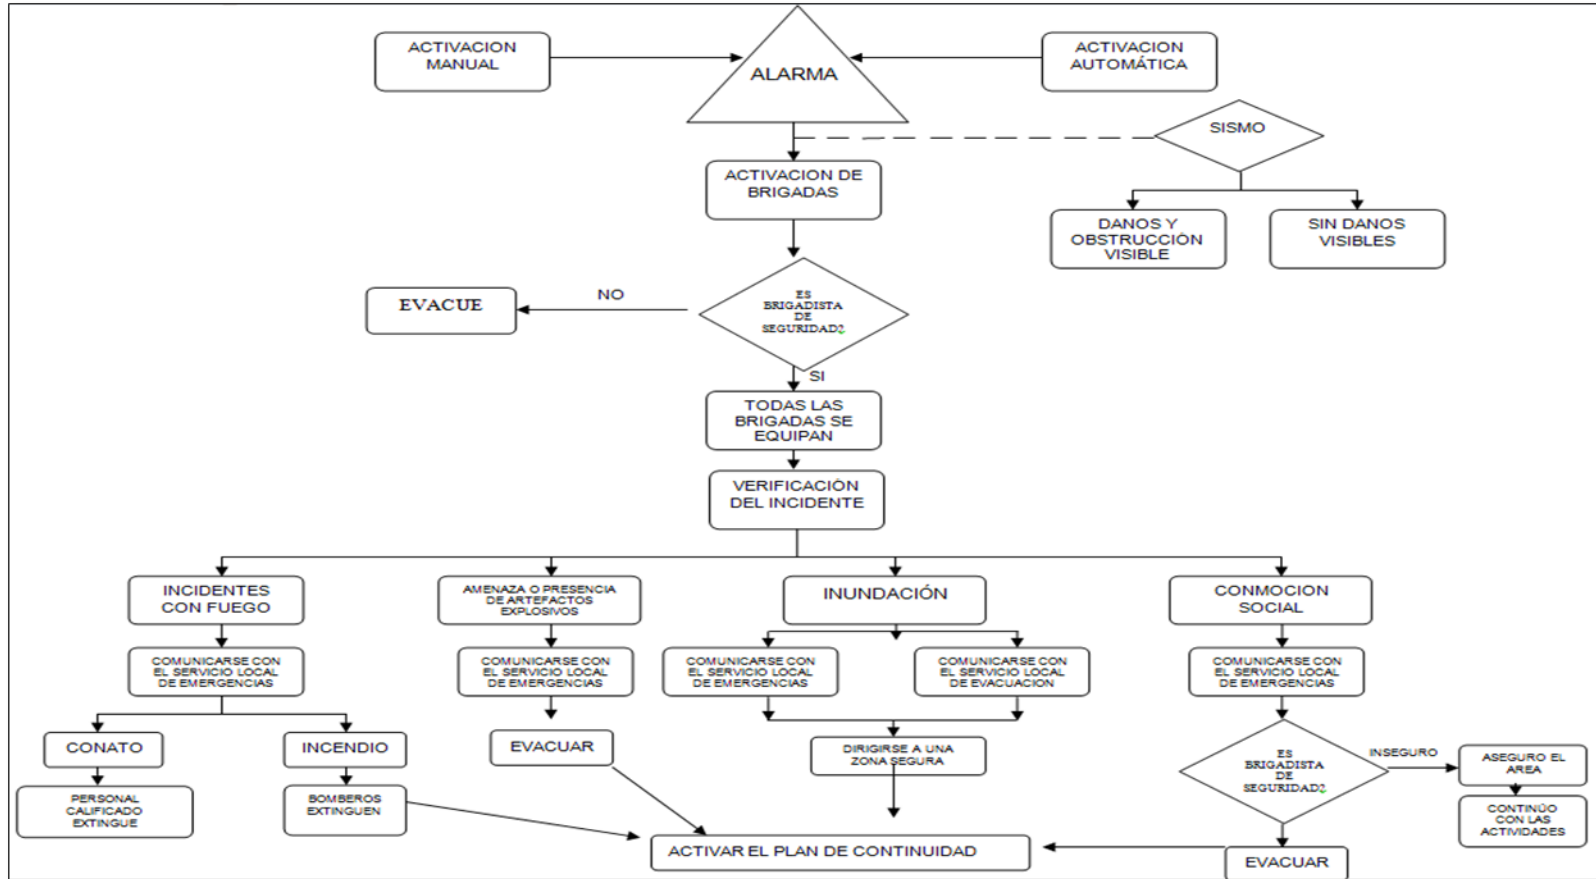 ACTIVACION
MANUAL
ALARMA
ACTIVACION
AUTOMÁTICA
SISMO
ACTIVACION DE
BRIGADAS
DANOS Y
OBSTRUCCIÓN
VISIBLE
SIN DANOS
VISIBLES
EVACUE
NO
ES
BRIGADISTA
DE
SEGURIDAD?
SI
TODAS LAS
BRIGADAS SE
EQUIPAN
VERIFICACIÓN
DEL INCIDENTE
INCIDENTES
CON FUEGO
AMENAZA O PRESENCIA
DE ARTEFACTOS
EXPLOSIVOS
INUNDACIÓN
CONMOCION
SOCIAL
COMUNICARSE CON
EL SERVICIO LOCAL
DE EMERGENCIAS
COMUNICARSE CON
EL SERVICIO LOCAL
DE EMERGENCIAS
COMUNICARSE CON
EL SERVICIO LOCAL
DE EMERGENCIAS
COMUNICARSE CON
EL SERVICIO LOCAL
DE EVACUACION
COMUNICARSE CON
EL SERVICIO LOCAL
DE EMERGENCIAS
CONATO
INCENDIO
EVACUAR
DIRIGIRSE A UNA
ZONA SEGURA
ES
BRIGADISTA
DE
SEGURIDAD?
INSEGURO
ASEGURO EL
AREA
PERSONAL
CALIFICADO
EXTINGUE
BOMBEROS
EXTINGUEN
CONTINÚO
CON LAS
ACTIVIDADES
ACTIVAR EL PLAN DE CONTINUIDAD
EVACUAR